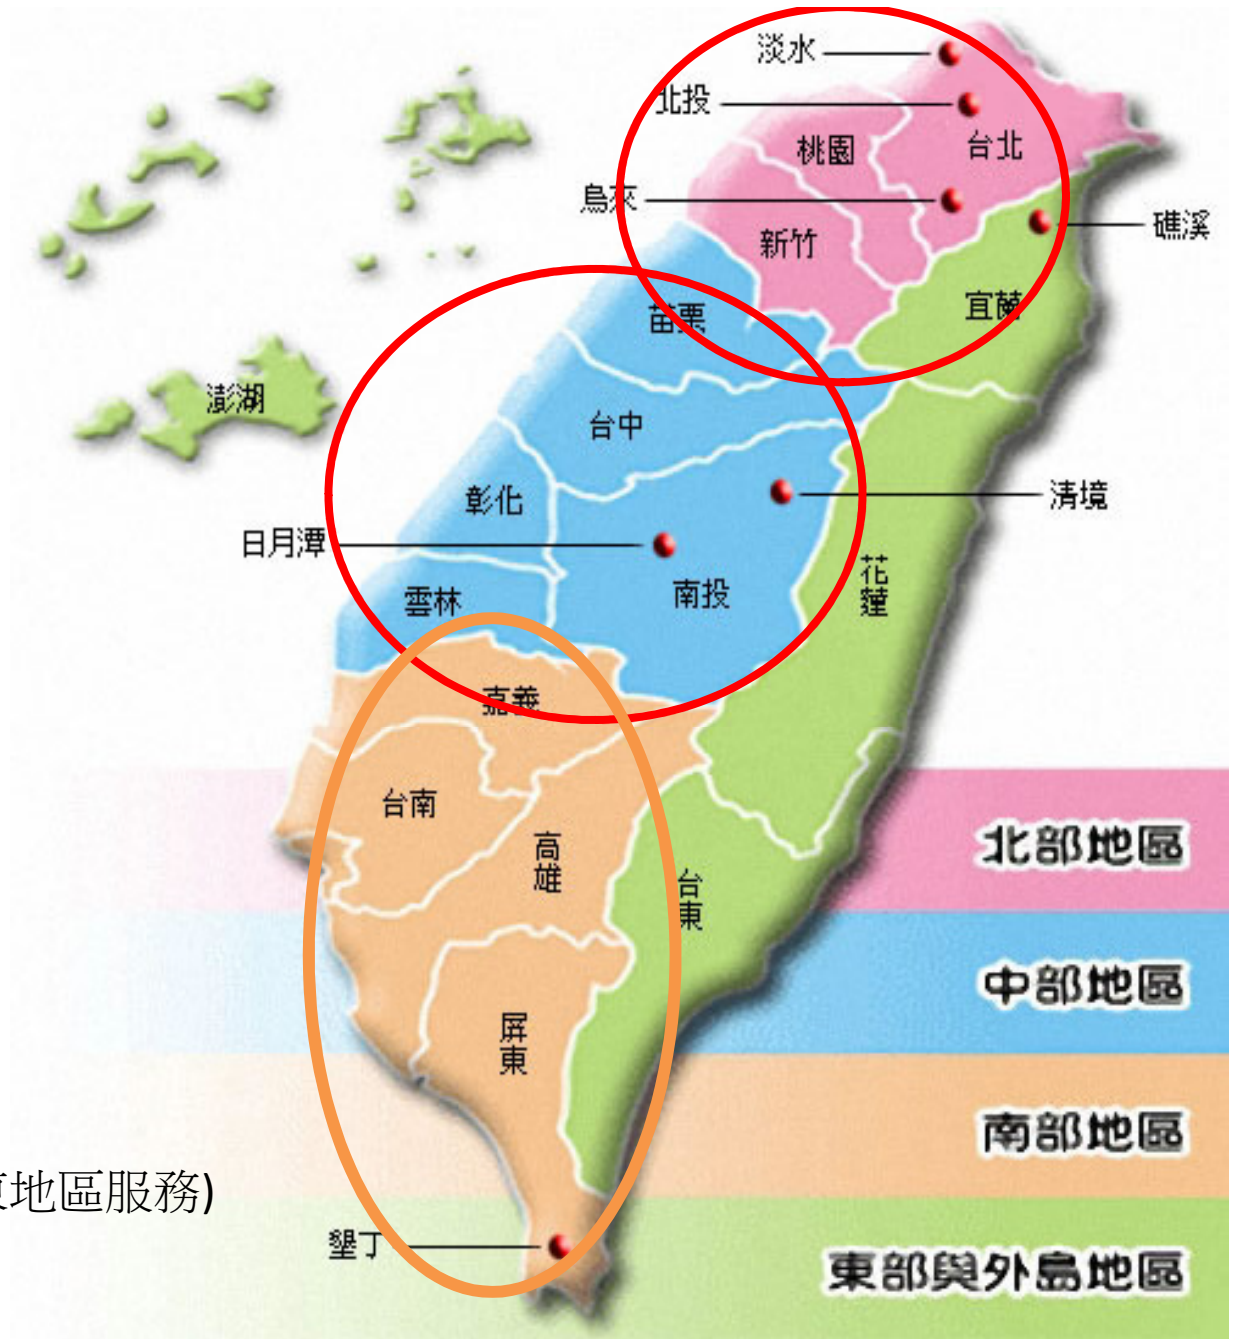 淡水
北投
桃園
台北
烏來
礁溪
新竹
宜蘭
苗栗
澎湖
台中
彰化
清境
日月潭
花蓮
南投
雲林
嘉義
台南
高雄
北部地區
台東
中部地區
屏東
南部地區
東地區服務)
墾丁
東部與外島地區